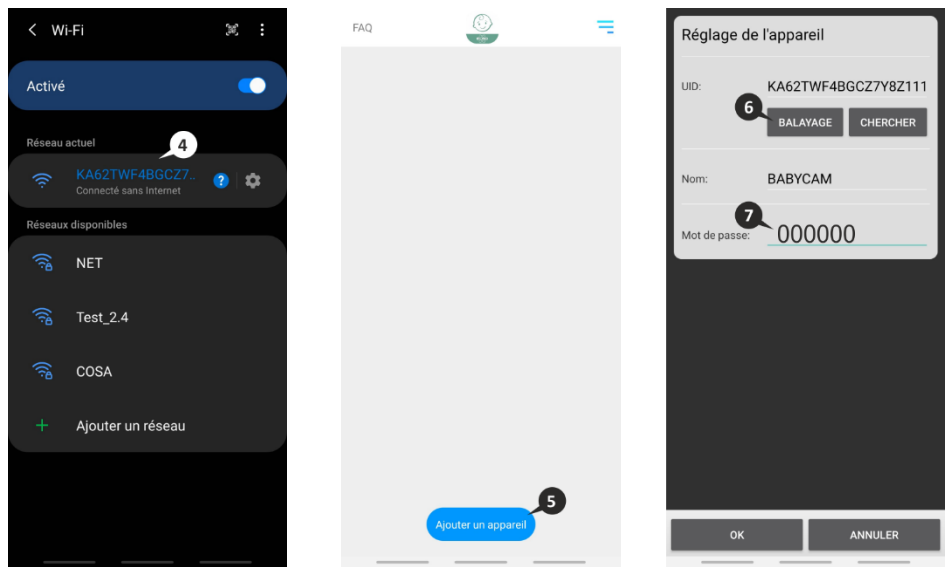 Wi-Fi
Activé
Réseau actuel
4
KA62TWF4BGCZ7..
Connecté sans Internet
?
Réseaux disponibles
NET
Test_2.4
COSA
+ Ajouter un réseau
FAQ
5
Ajouter un appareil
Réglage de l'appareil
UID: KA62TWF4BGCZ7Y8Z111
6
BALAYAGE CHERCHER
Nom: BABYCAM
7
Mot de passe: 000000
OK ANNULER